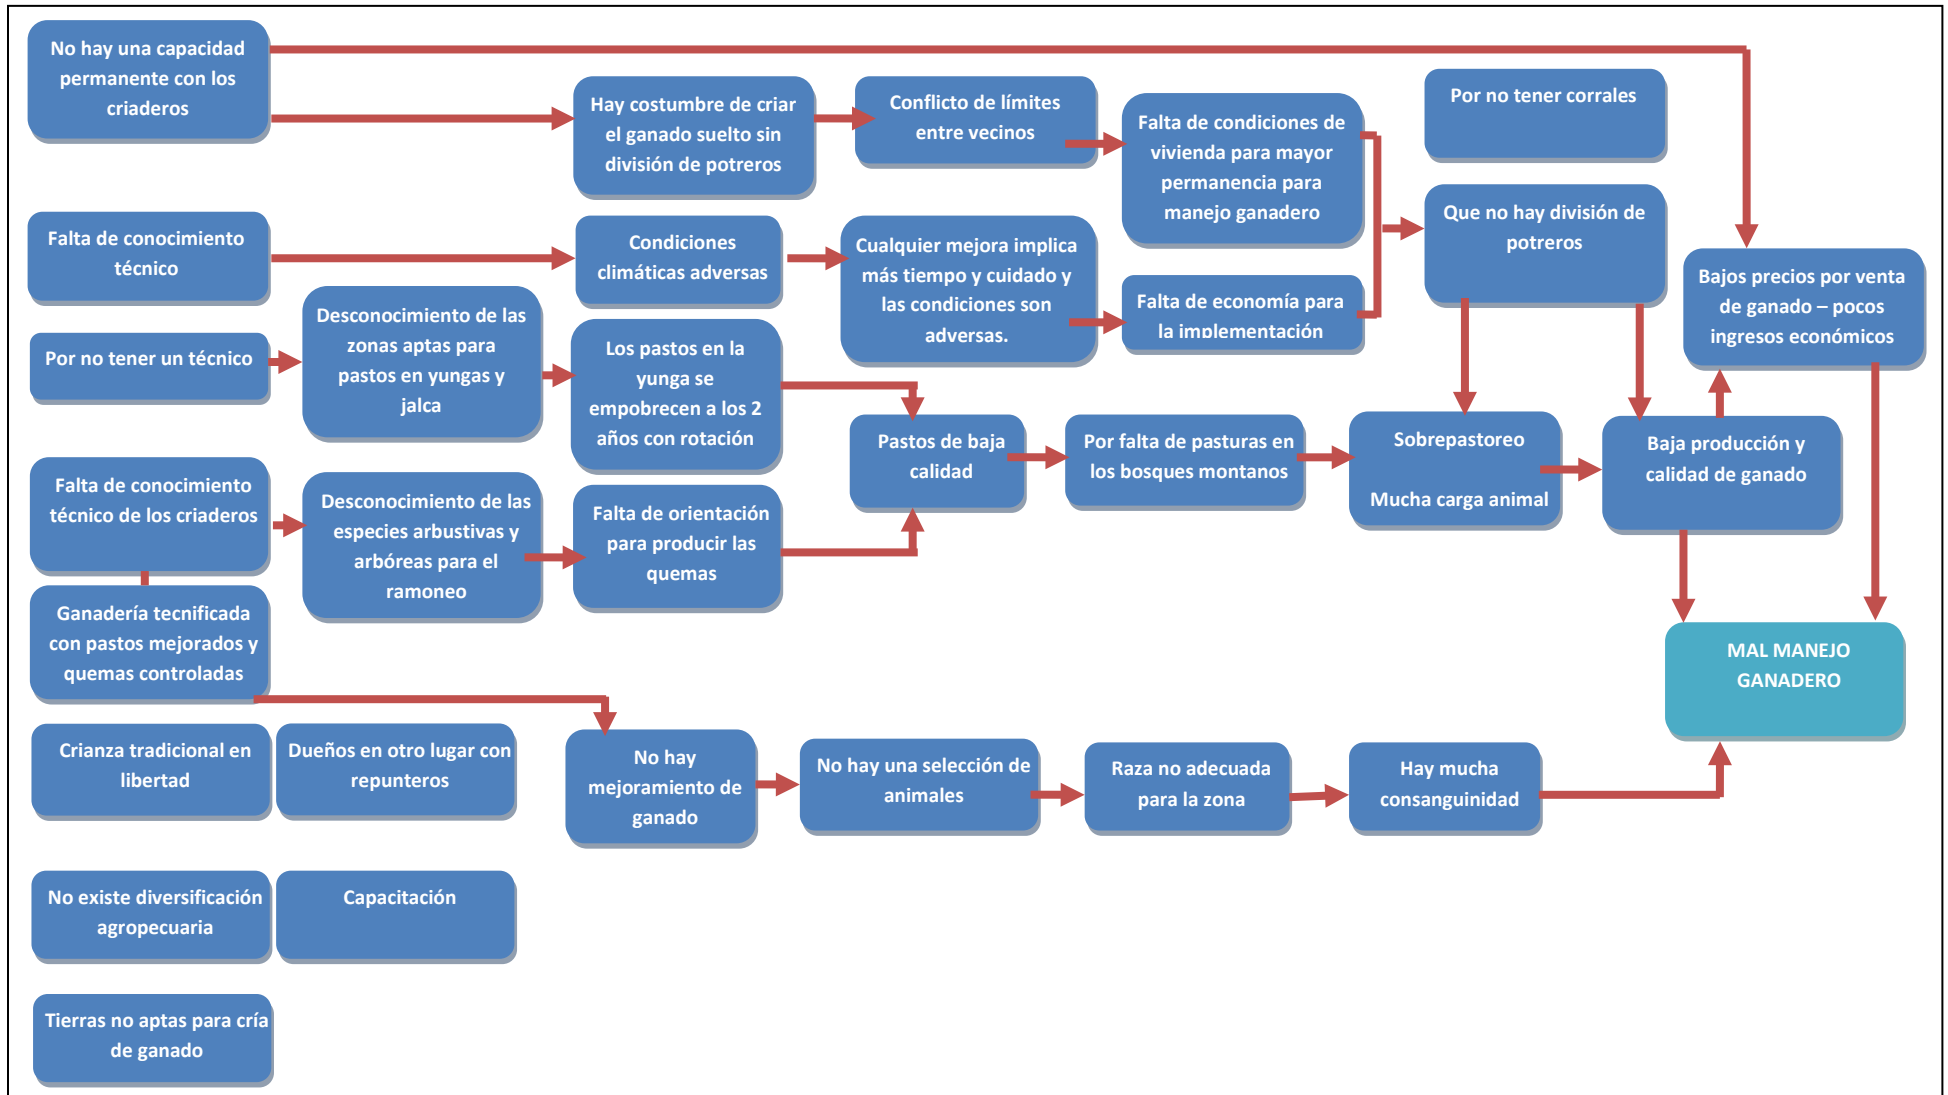 No hay una capacidad
permanente con los
criaderos
Hay costumbre de criar
el ganado suelto sin
división de potreros
Conflicto de límites
entre vecinos
Falta de condiciones de
vivienda para mayor
permanencia para
manejo ganadero
Por no tener corrales
Falta de conocimiento
técnico
Condiciones
climáticas adversas
Cualquier mejora implica
más tiempo y cuidado y
las condiciones son
adversas.
Falta de economía para
la implementación
Que no hay división de
potreros
Bajos precios por venta
de ganado – pocos
ingresos económicos
Por no tener un técnico
Desconocimiento de las
zonas aptas para
pastos en yungas y
jalca
Los pastos en la
yunga se
empobrecen a los 2
años con rotación
Pastos de baja
calidad
Por falta de pasturas en
los bosques montanos
Sobrepastoreo
Mucha carga animal
Baja producción y
calidad de ganado
Falta de conocimiento
técnico de los criaderos
Desconocimiento de las
especies arbustivas y
arbóreas para el
ramoneo
Falta de orientación
para producir las
quemas
Ganadería tecnificada
con pastos mejorados y
quemas controladas
MAL MANEJO
GANADERO
Crianza tradicional en
libertad
Dueños en otro lugar con
repunteros
No hay
mejoramiento de
ganado
No hay una selección de
animales
Raza no adecuada
para la zona
Hay mucha
consanguinidad
No existe diversificación
agropecuaria
Capacitación
Tierras no aptas para cría
de ganado